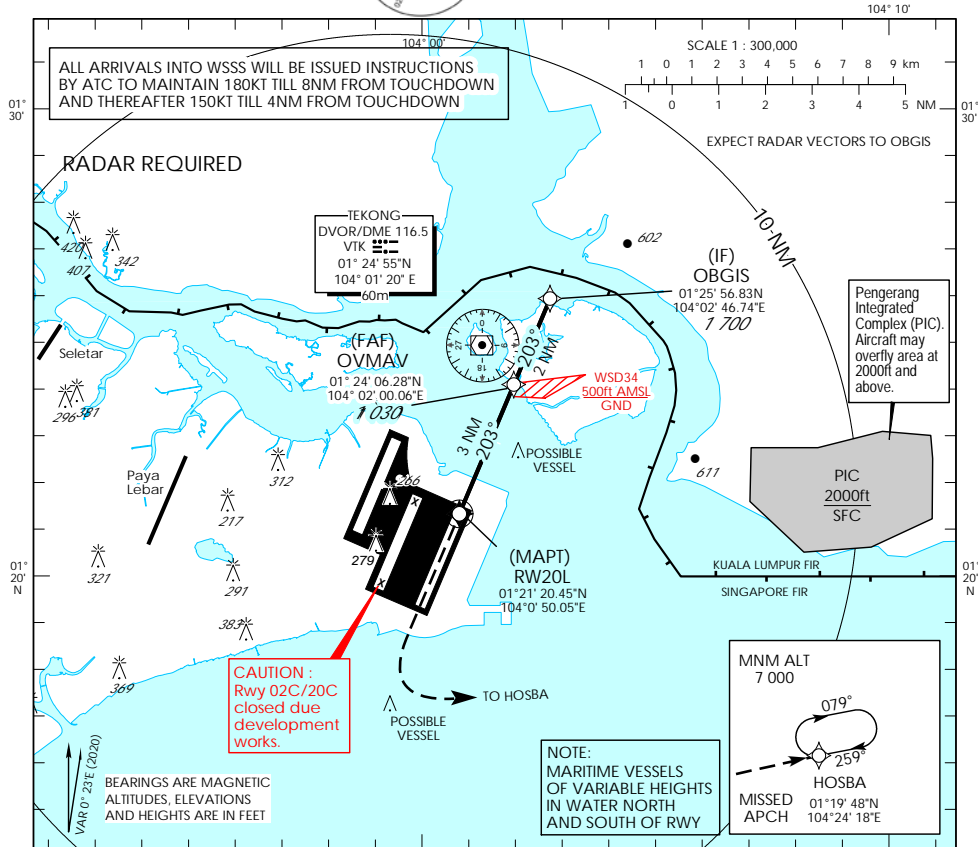 104° 10'
104° 00'
ALL ARRIVALS INTO WSSS WILL BE ISSUED INSTRUCTIONS
BY ATC TO MAINTAIN 180KT TILL 8NM FROM TOUCHDOWN
AND THEREAFTER 150KT TILL 4NM FROM TOUCHDOWN
SCALE 1 : 300,000
1 0 1 2 3 4 5 6 7 8 9 km
1 0 1 2 3 4 5 NM
01°
30'
01°
30'
EXPECT RADAR VECTORS TO OBGIS
RADAR REQUIRED
10 NM
TEKONG
DVOR/DME 116.5
VTK
01° 24' 55"N
104° 01' 20" E
60m
420
407
342
602
(IF)
OBGIS
01°25' 56.83N
104°02' 46.74"E
1 700
Pengerang
Integrated
Complex (PIC).
Aircraft may
overfly area at
2000ft and
above.
0
9
18
27
203°
2 NM
(FAF)
OVMAV
01° 24' 06.28"N
104° 02' 00.06"E
1 030
Seletar
WSD34
500ft AMSL
GND
296
381
3 NM
203°
POSSIBLE
VESSEL
611
Paya
Lebar
312
266
217
x
PIC
2000ft
SFC
279
321
291
x
(MAPT)
RW20L
01°21' 20.45"N
104°0' 50.05"E
KUALA LUMPUR FIR
SINGAPORE FIR
01°
20'
N
01°
20'
N
383
369
CAUTION :
Rwy 02C/20C
closed due
development
works.
TO HOSBA
POSSIBLE
VESSEL
MNM ALT
7 000
079°
259°
HOSBA
01°19' 48"N
104°24' 18"E
MISSED
APCH
NOTE:
MARITIME VESSELS
OF VARIABLE HEIGHTS
IN WATER NORTH
AND SOUTH OF RWY
VAR 0° 23'E (2020)
BEARINGS ARE MAGNETIC
ALTITUDES, ELEVATIONS
AND HEIGHTS ARE IN FEET